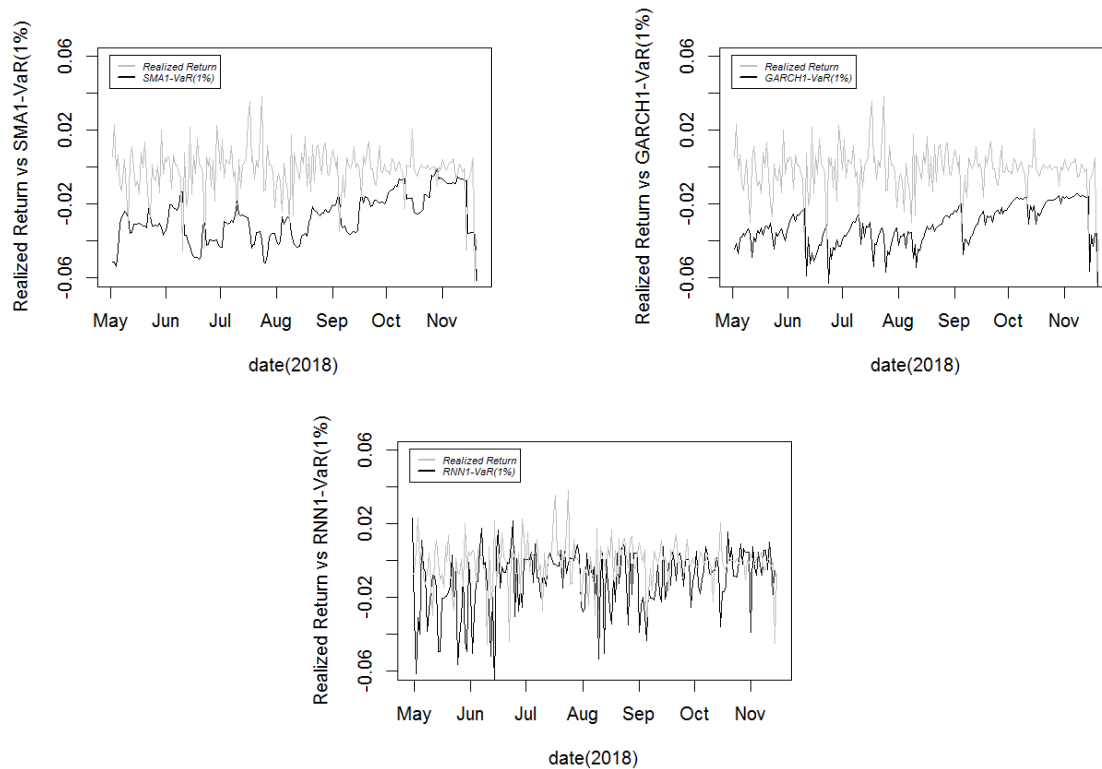 Realized Return vs SMA1-VaR(1%)
0.06
0.02
-0.02
-0.06
Realized Return
SMA1-VaR(1%)
May Jun Jul Aug Sep Oct Nov
date(2018)
Realized Return vs GARCH1-VaR(1%)
0.06
0.02
-0.02
-0.06
Realized Return
GARCH1-VaR(1%)
May Jun Jul Aug Sep Oct Nov
date(2018)
Realized Return vs RNN1-VaR(1%)
0.06
0.02
-0.02
-0.06
Realized Return
RNN1-VaR(1%)
May Jun Jul Aug Sep Oct Nov
date(2018)